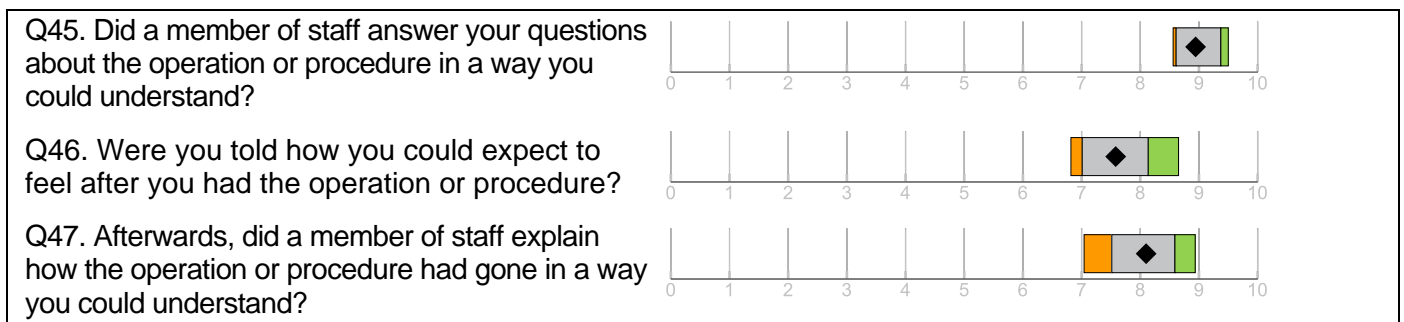 Q45. Did a member of staff answer your questions
about the operation or procedure in a way you
could understand?
0 1 2 3 4 5 6 7 8 9 10
Q46. Were you told how you could expect to
feel after you had the operation or procedure?
0 1 2 3 4 5 6 7 8 9 10
Q47. Afterwards, did a member of staff explain
how the operation or procedure had gone in a way
you could understand?
0 1 2 3 4 5 6 7 8 9 10